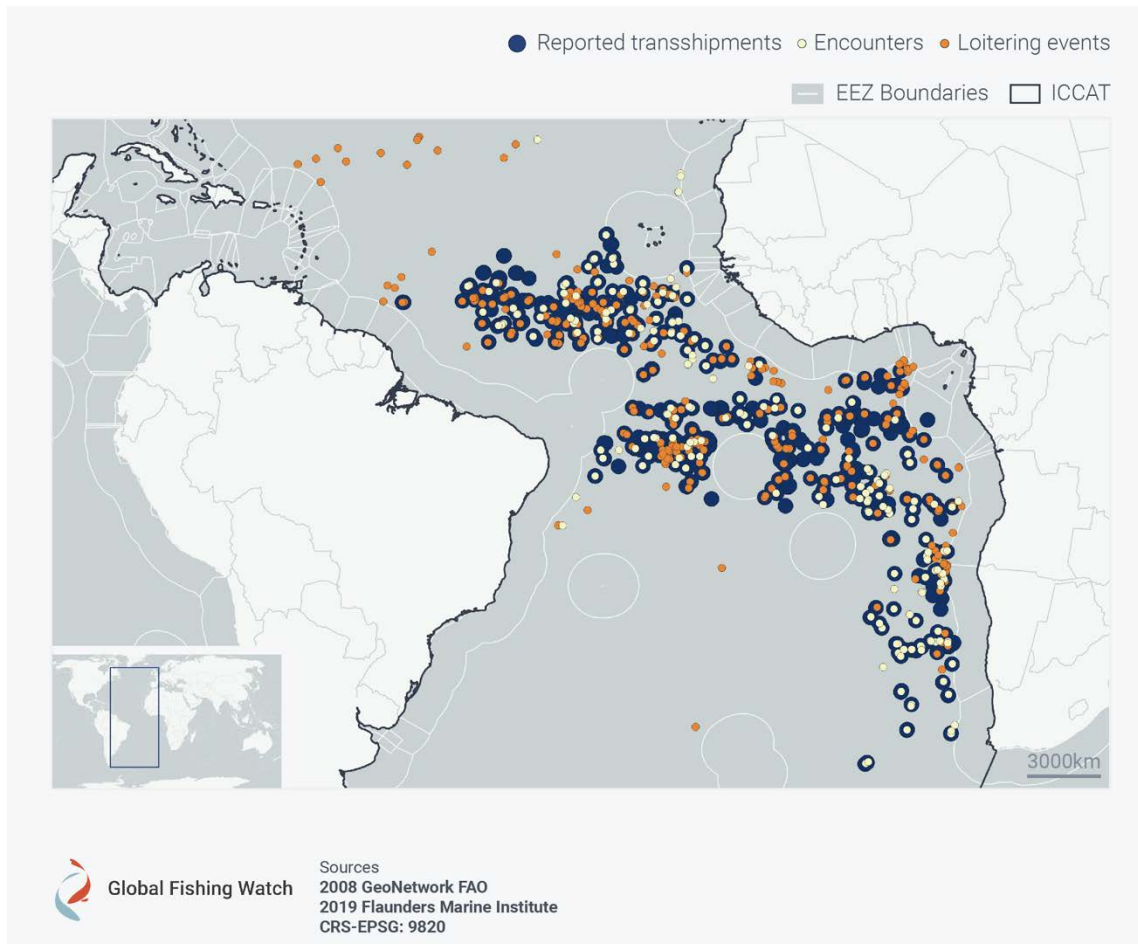 Reported transshipments Encounters Loitering events
EEZ Boundaries ICCAT
3000km
Global Fishing Watch
Sources
2008 GeoNetwork FAO
2019 Flaunders Marine Institute
CRS-EPSG: 9820